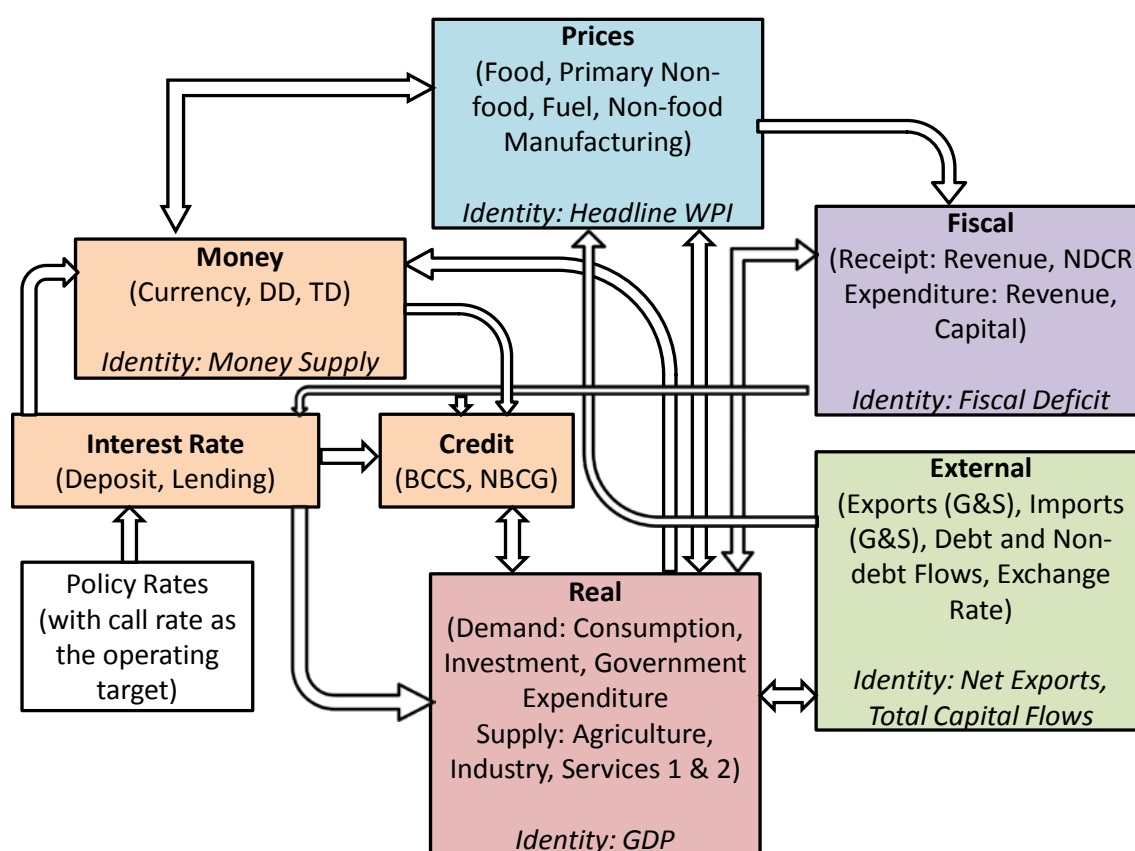 Prices
(Food, Primary Non-
food, Fuel, Non-food
Manufacturing)
Identity: Headline WPI
Fiscal
(Receipt: Revenue, NDCR
Expenditure: Revenue,
Capital)
Identity: Fiscal Deficit
Money
(Currency, DD, TD)
Identity: Money Supply
Interest Rate
(Deposit, Lending)
Credit
(BCCS, NBCG)
External
(Exports (G&S), Imports
(G&S), Debt and Non-
debt Flows, Exchange
Rate)
Identity: Net Exports,
Total Capital Flows
Policy Rates
(with call rate as
the operating
target)
Real
(Demand: Consumption,
Investment, Government
Expenditure
Supply: Agriculture,
Industry, Services 1 & 2)
Identity: GDP